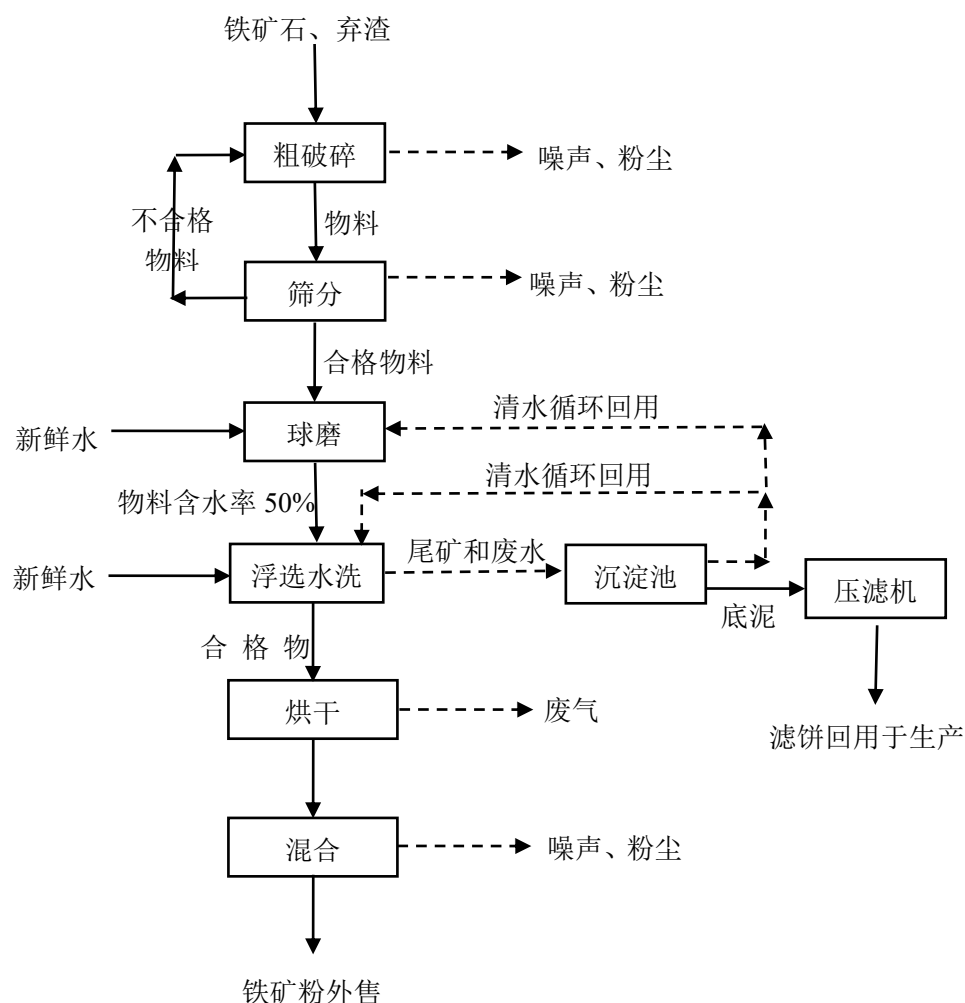 铁矿石、弃渣
粗破碎
噪声、粉尘
不合格
物料
物料
筛分
噪声、粉尘
合格物料
清水循环回用
新鲜水
球磨
清水循环回用
物料含水率 50%
尾矿和废水
新鲜水
浮选水洗
沉淀池
压滤机
底泥
合 格 物
烘干
废气
滤饼回用于生产
混合
噪声、粉尘
铁矿粉外售